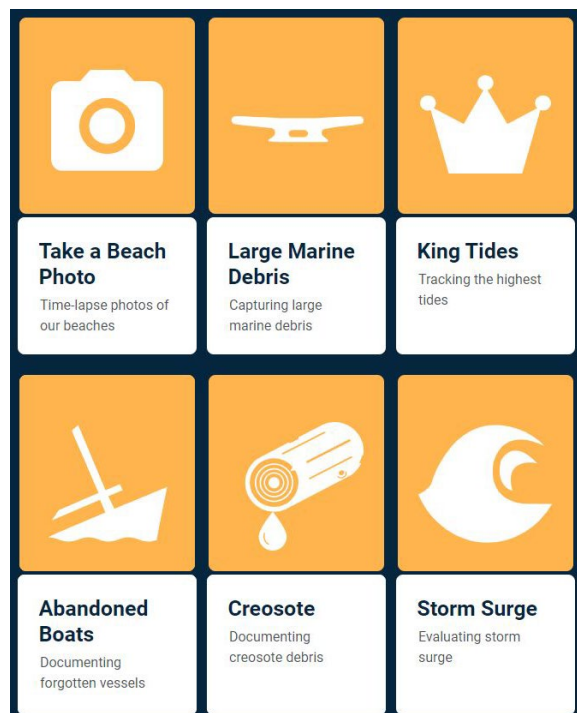 Take a Beach
Photo
Time-lapse photos of
our beaches
Large Marine
Debris
Capturing large
marine debris
King Tides
Tracking the highest
tides
Abandoned
Boats
Documenting
forgotten vessels
Creosote
Documenting
creosote debris
Storm Surge
Evaluating storm
surge